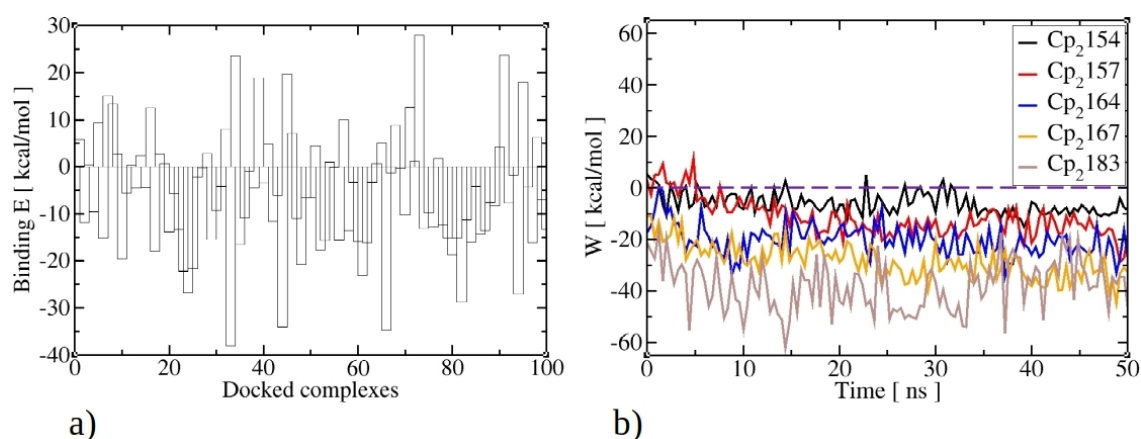 30
20
10
0
-10
-20
-30
-40
Binding E [ kcal/mol ]
0 20 40 60 80 100
Docked complexes
a)
60
40
20
0
-20
-40
-60
W [ kcal/mol ]
Cp2154
Cp2157
Cp2164
Cp2167
Cp2183
0 10 20 30 40 50
Time [ ns ]
b)